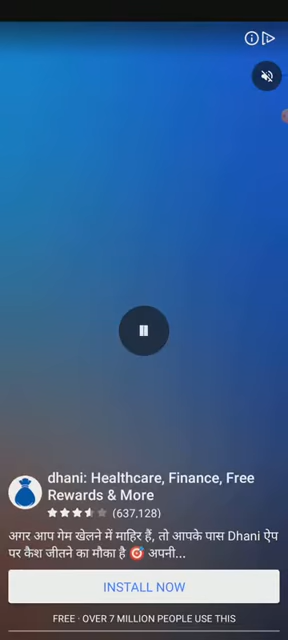 dhani: Healthcare, Finance, Free
Rewards & More
(637,128)
अगर आप गेम खेलने में माहिर हैं, तो आपके पास Dhani ऐप
पर कैश जीतने का मौका है 🎯 अपनी...
INSTALL NOW
FREE · OVER 7 MILLION PEOPLE USE THIS